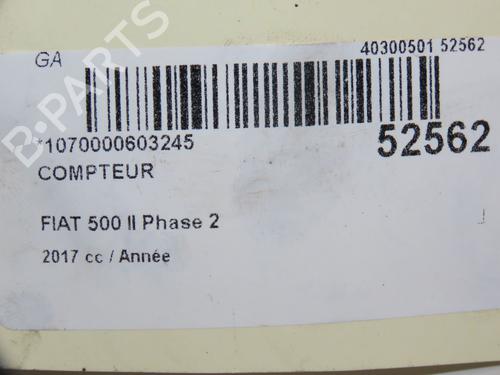 GA
40300501 52562
*1070000603245
52562
COMPTEUR
FIAT 500 II Phase 2
2017 cc / Année
B-PARTS